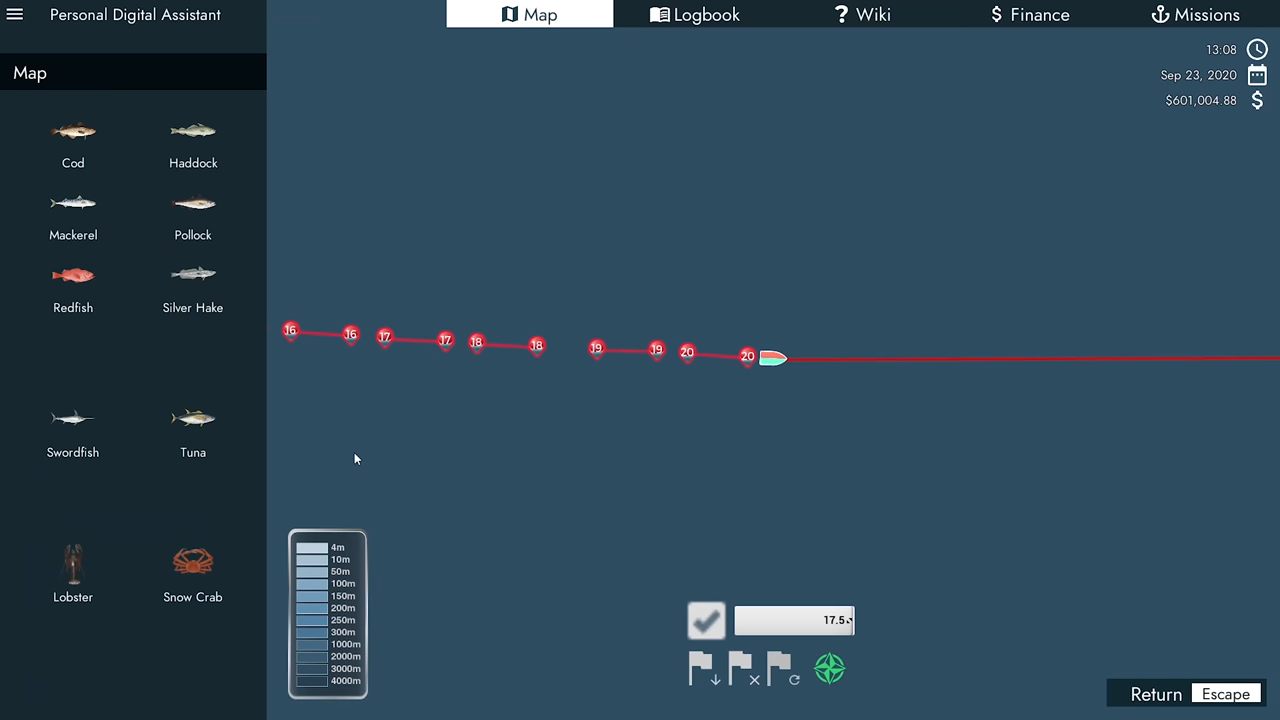 Personal Digital Assistant
Map
Logbook
Wiki
Finance
Missions
Map
13:08
Sep 23, 2020
$601,004.88
Cod
Haddock
Mackerel
Pollock
Redfish
Silver Hake
16
16
17
17
18
18
19
19
20
20
Swordfish
Tuna
Lobster
Snow Crab
4m
10m
50m
100m
150m
200m
250m
300m
1000m
2000m
3000m
4000m
17.5
Return Escape